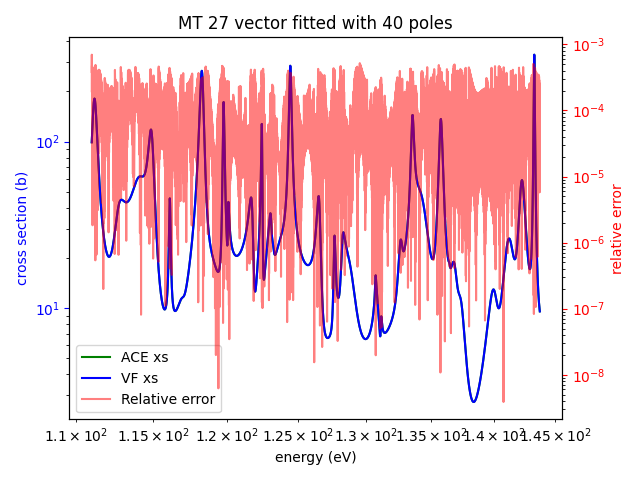 MT 27 vector fitted with 40 poles
cross section (b)
10²
10¹
10⁻³
10⁻⁴
10⁻⁵
10⁻⁶
10⁻⁷
10⁻⁸
relative error
ACE xs
VF xs
Relative error
1.1 × 10² 1.15 × 10² 1.2 × 10² 1.25 × 10² 1.3 × 10² 1.35 × 10² 1.4 × 10² 1.45 × 10²
energy (eV)